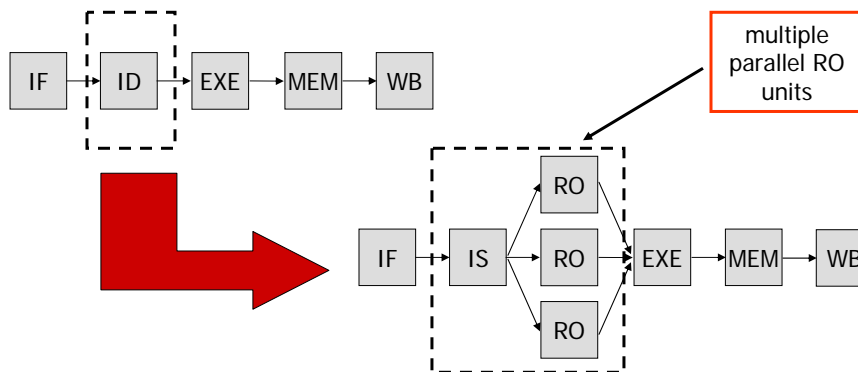 IF
ID
EXE
MEM
WB
multiple
parallel RO
units
RO
IF
IS
RO
EXE
MEM
WB
RO